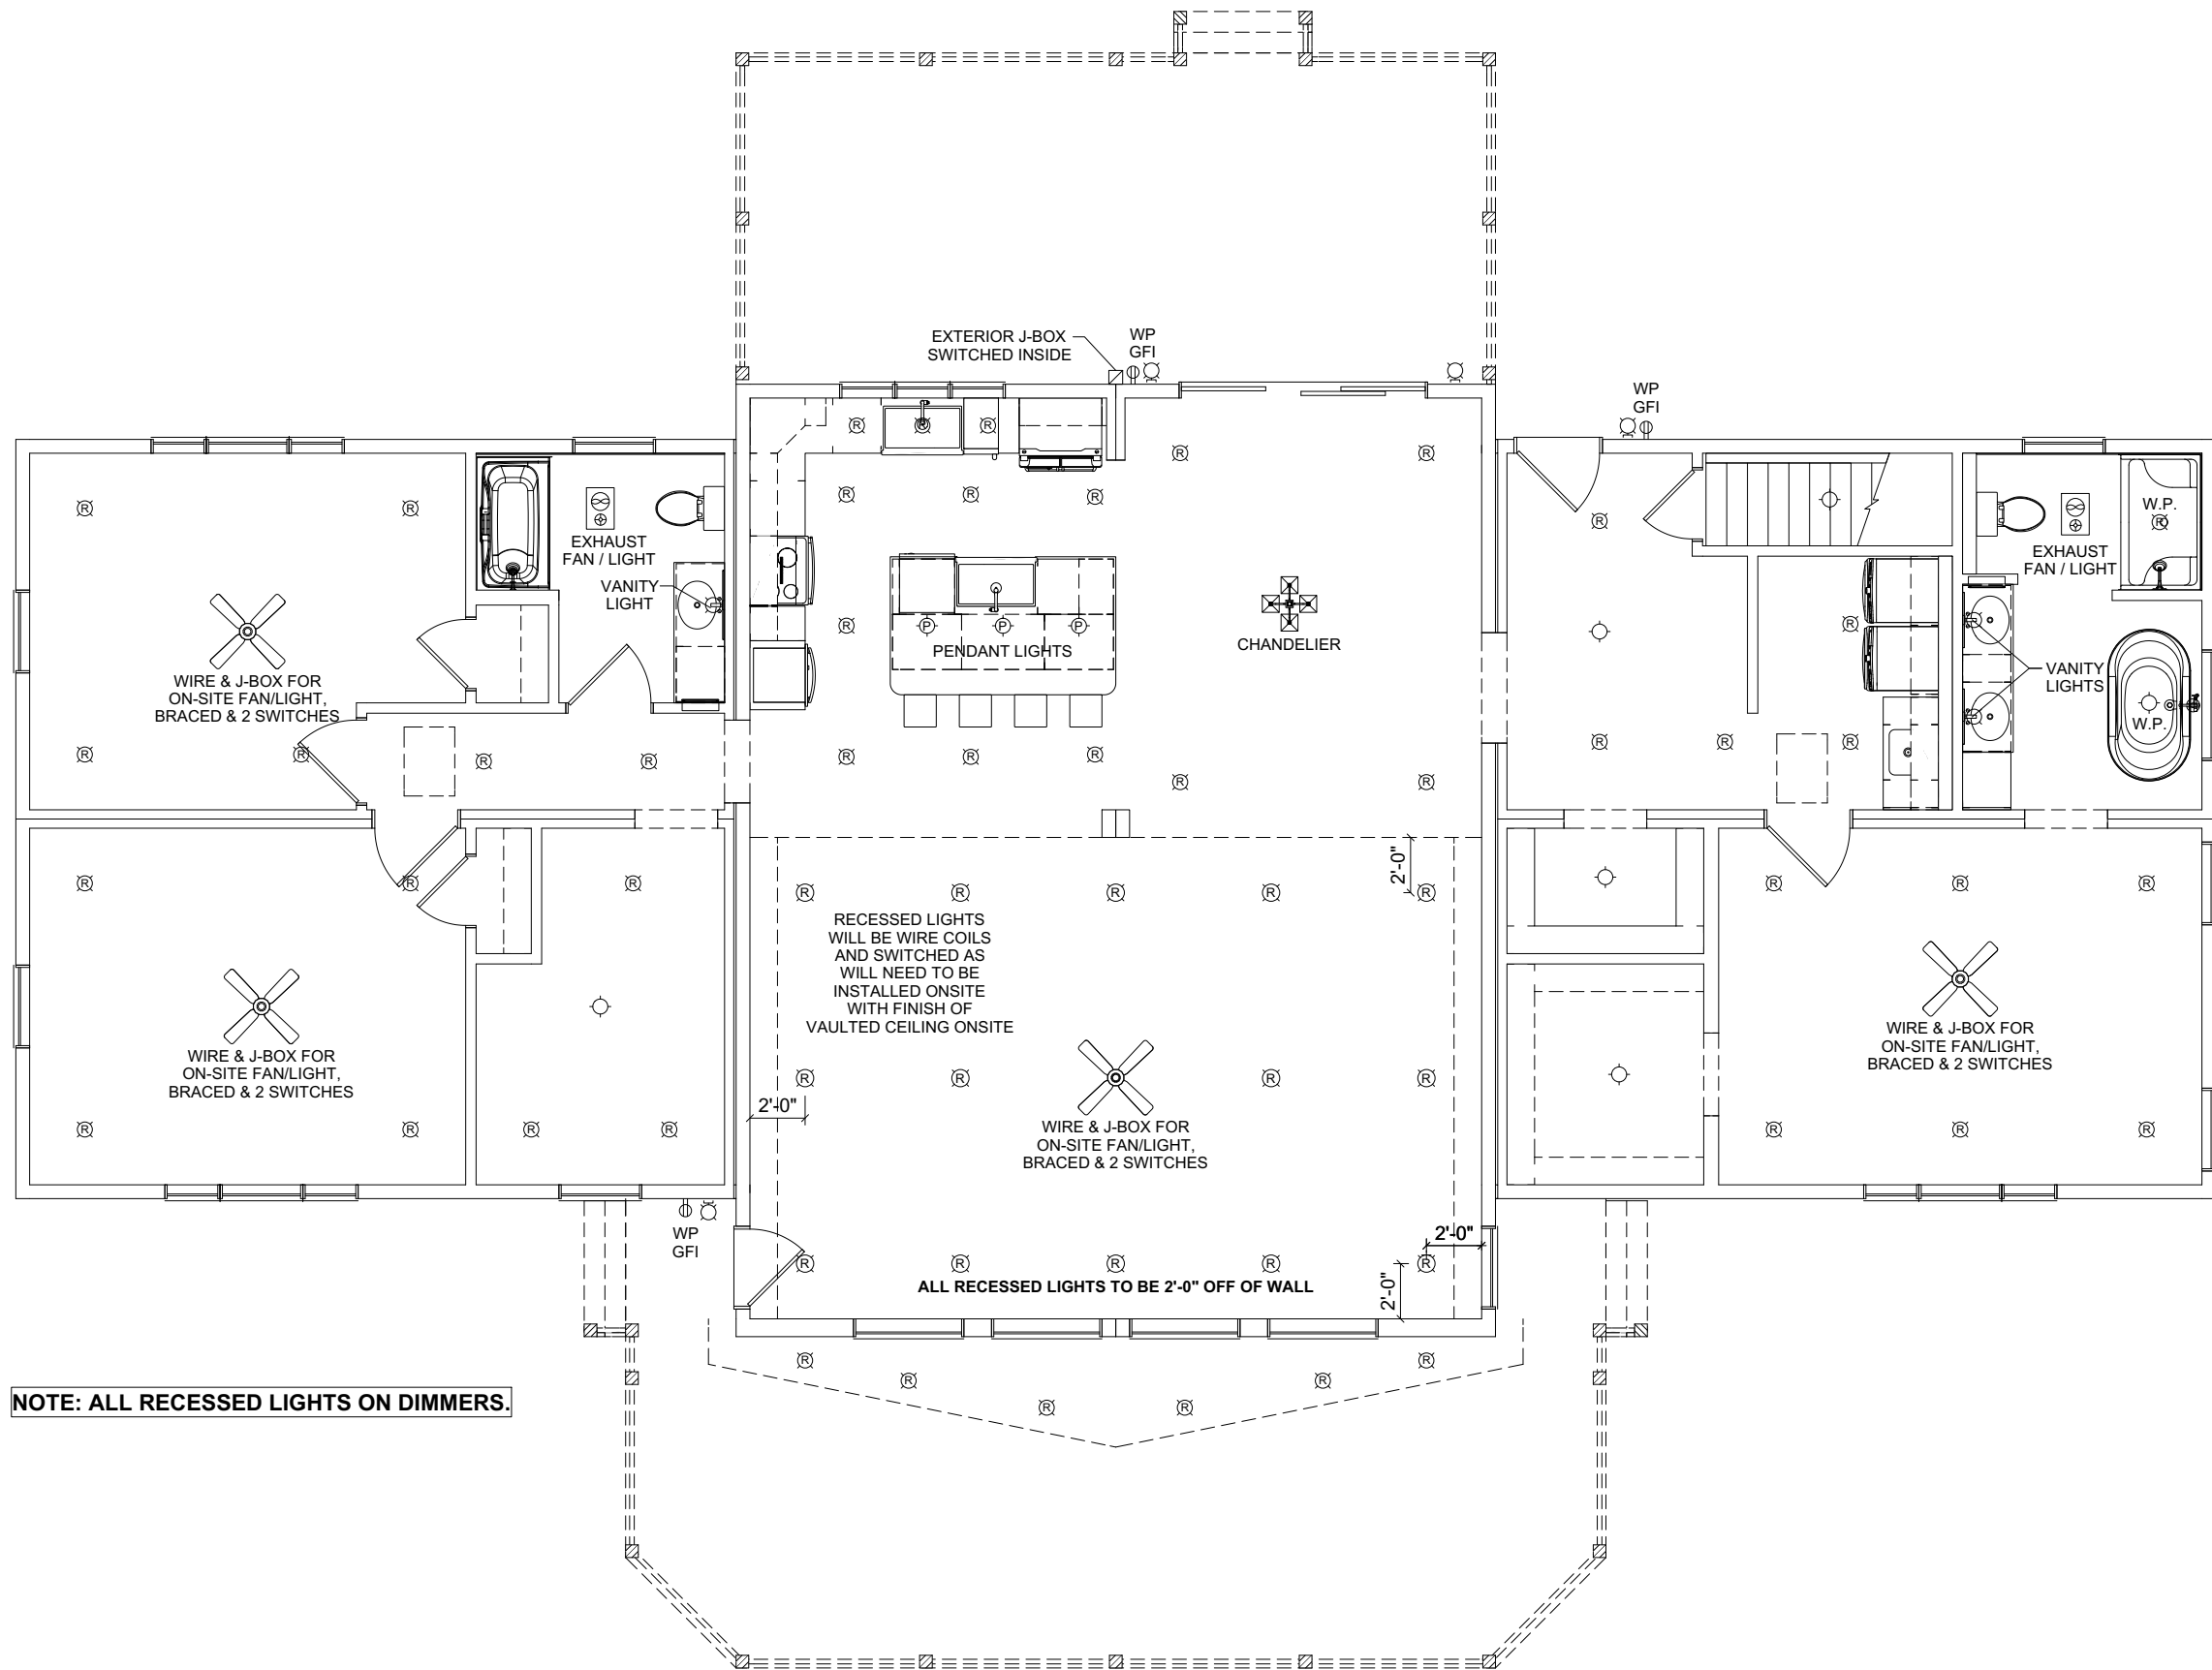 EXTERIOR J-BOX
SWITCHED INSIDE
WP
GFI
WP
GFI
R
R
R
R
R
R
R
R
R
R
R
W.P.
R
R
EXHAUST
FAN / LIGHT
EXHAUST
FAN / LIGHT
VANITY
LIGHT
P
P
P
R
R
PENDANT LIGHTS
CHANDELIER
WIRE & J-BOX FOR
ON-SITE FAN/LIGHT,
BRACED & 2 SWITCHES
VANITY
LIGHTS
W.P.
R
R
R
R
R
R
R
R
R
R
R
R
2'-0"
R
R
R
R
R
R
R
R
R
R
R
RECESSED LIGHTS
WILL BE WIRE COILS
AND SWITCHED AS
WILL NEED TO BE
INSTALLED ONSITE
WITH FINISH OF
VAULTED CEILING ONSITE
WIRE & J-BOX FOR
ON-SITE FAN/LIGHT,
BRACED & 2 SWITCHES
WIRE & J-BOX FOR
ON-SITE FAN/LIGHT,
BRACED & 2 SWITCHES
R
R
R
R
2'-0"
WIRE & J-BOX FOR
ON-SITE FAN/LIGHT,
BRACED & 2 SWITCHES
R
R
R
R
R
R
R
WP
GFI
2'-0"
R
R
R
R
R
ALL RECESSED LIGHTS TO BE 2'-0" OFF OF WALL
2'-0"
R
R
R
R
R
R
NOTE: ALL RECESSED LIGHTS ON DIMMERS.